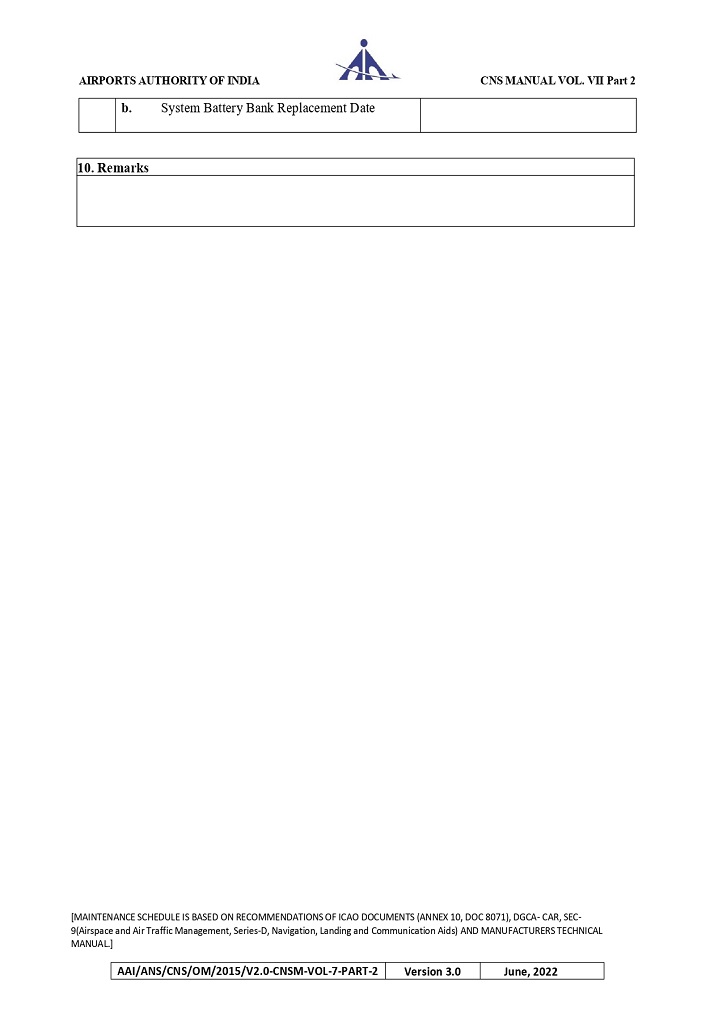 AIRPORTS AUTHORITY OF INDIA CNS MANUAL VOL. VII Part 2
b. System Battery Bank Replacement Date
10. Remarks
[MAINTENANCE SCHEDULE IS BASED ON RECOMMENDATIONS OF ICAO DOCUMENTS (ANNEX 10, DOC 8071), DGCA- CAR, SEC-
9(Airspace and Air Traffic Management, Series-D, Navigation, Landing and Communication Aids) AND MANUFACTURERS TECHNICAL
MANUAL.]
AAI/ANS/CNS/OM/2015/V2.0-CNSM-VOL-7-PART-2 Version 3.0 June, 2022